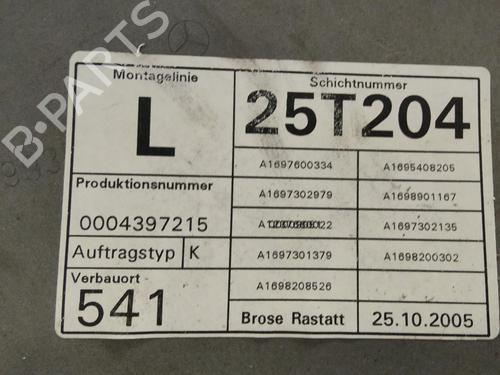 B-PARTS
Montagelinie
L
Schichtnummer
25T204
A1697600334
A1695408205
A1697302979
A1698901167
A1697302135
Produktionsnummer
0004397215
A1697301379
A1698200302
Auftragstyp K
A1698208526
Verbauort
541
Brose Rastatt
25.10.2005